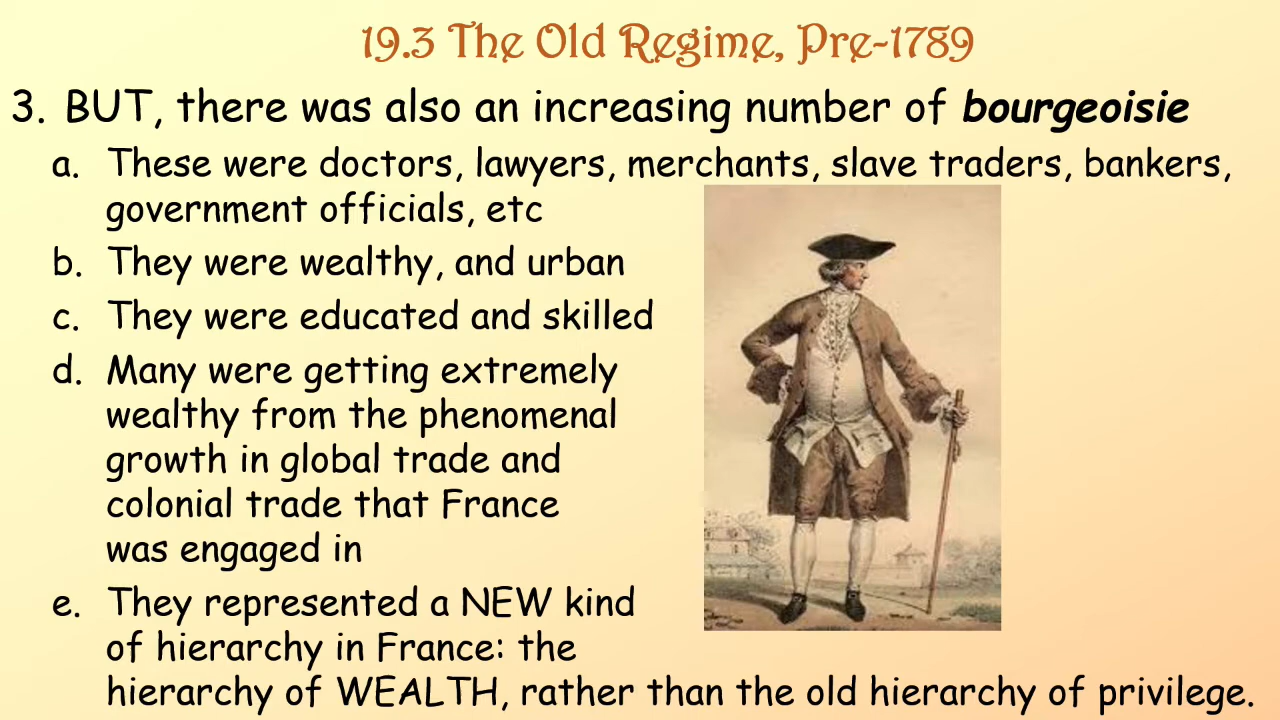 19.3 The Old Regime, Pre-1789
3. BUT, there was also an increasing number of bourgeoisie
a. These were doctors, lawyers, merchants, slave traders, bankers,
government officials, etc
b. They were wealthy, and urban
c. They were educated and skilled
d. Many were getting extremely
wealthy from the phenomenal
growth in global trade and
colonial trade that France
was engaged in
e. They represented a NEW kind
of hierarchy in France: the
hierarchy of WEALTH, rather than the old hierarchy of privilege.